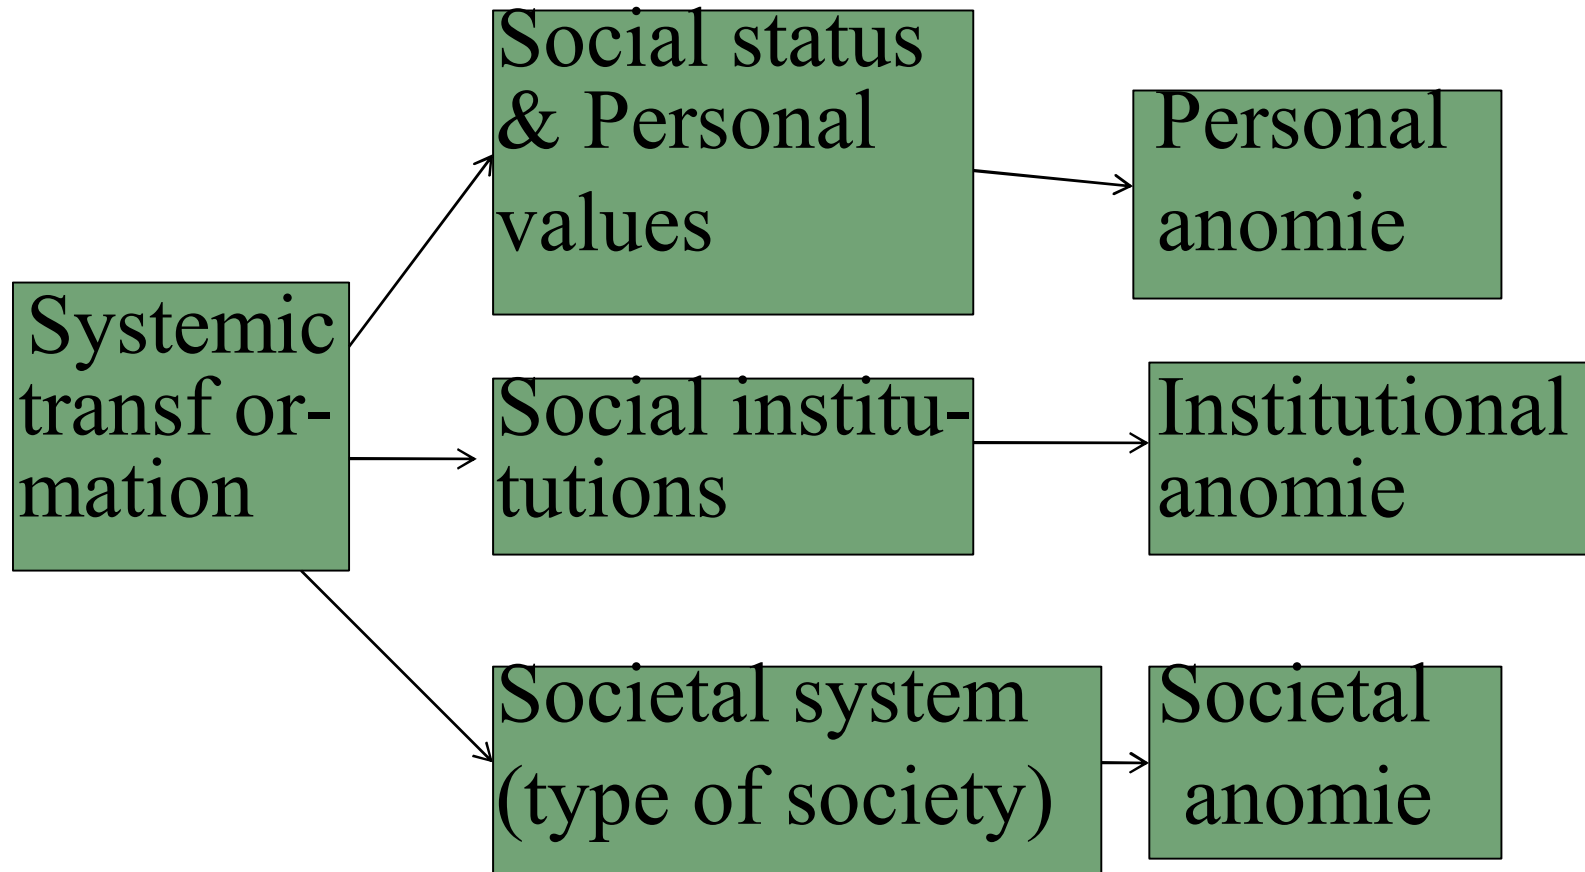 Social status
& Personal
values
Personal
anomie
Systemic
transf or-
mation
Social institu-
tutions
Institutional
anomie
Societal system
(type of society)
Societal
anomie